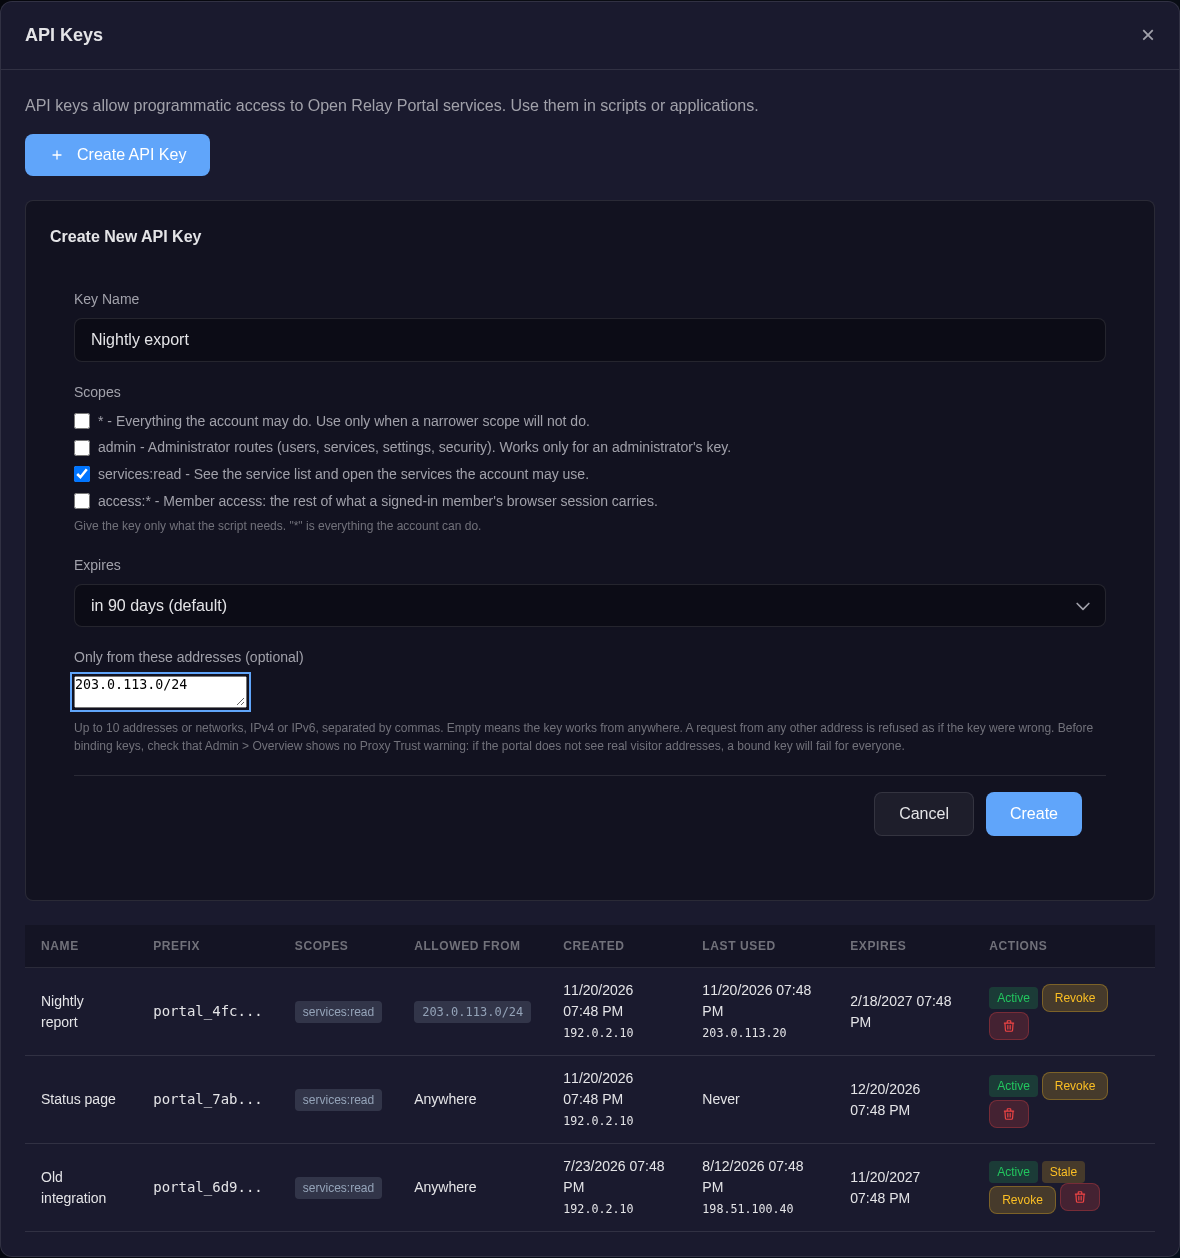 API Keys
×
API keys allow programmatic access to Open Relay Portal services. Use them in scripts or applications.
+ Create API Key
Create New API Key
Key Name
Nightly export
Scopes
* - Everything the account may do. Use only when a narrower scope will not do.
admin - Administrator routes (users, services, settings, security). Works only for an administrator's key.
services:read - See the service list and open the services the account may use.
access:* - Member access: the rest of what a signed-in member's browser session carries.
Give the key only what the script needs. "*" is everything the account can do.
Expires
in 90 days (default)
Only from these addresses (optional)
203.0.113.0/24
Up to 10 addresses or networks, IPv4 or IPv6, separated by commas. Empty means the key works from anywhere. A request from any other address is refused as if the key were wrong. Before
binding keys, check that Admin > Overview shows no Proxy Trust warning: if the portal does not see real visitor addresses, a bound key will fail for everyone.
Cancel Create
NAME PREFIX SCOPES ALLOWED FROM CREATED LAST USED EXPIRES ACTIONS
Nightly
report
portal_4fc...
services:read
203.0.113.0/24
11/20/2026
07:48 PM
192.0.2.10
11/20/2026 07:48
PM
203.0.113.20
2/18/2027 07:48
PM
Active Revoke
Status page
portal_7ab...
services:read
Anywhere
11/20/2026
07:48 PM
192.0.2.10
Never
12/20/2026
07:48 PM
Active Revoke
Old
integration
portal_6d9...
services:read
Anywhere
7/23/2026 07:48
PM
192.0.2.10
8/12/2026 07:48
PM
198.51.100.40
11/20/2027
07:48 PM
Active Stale
Revoke